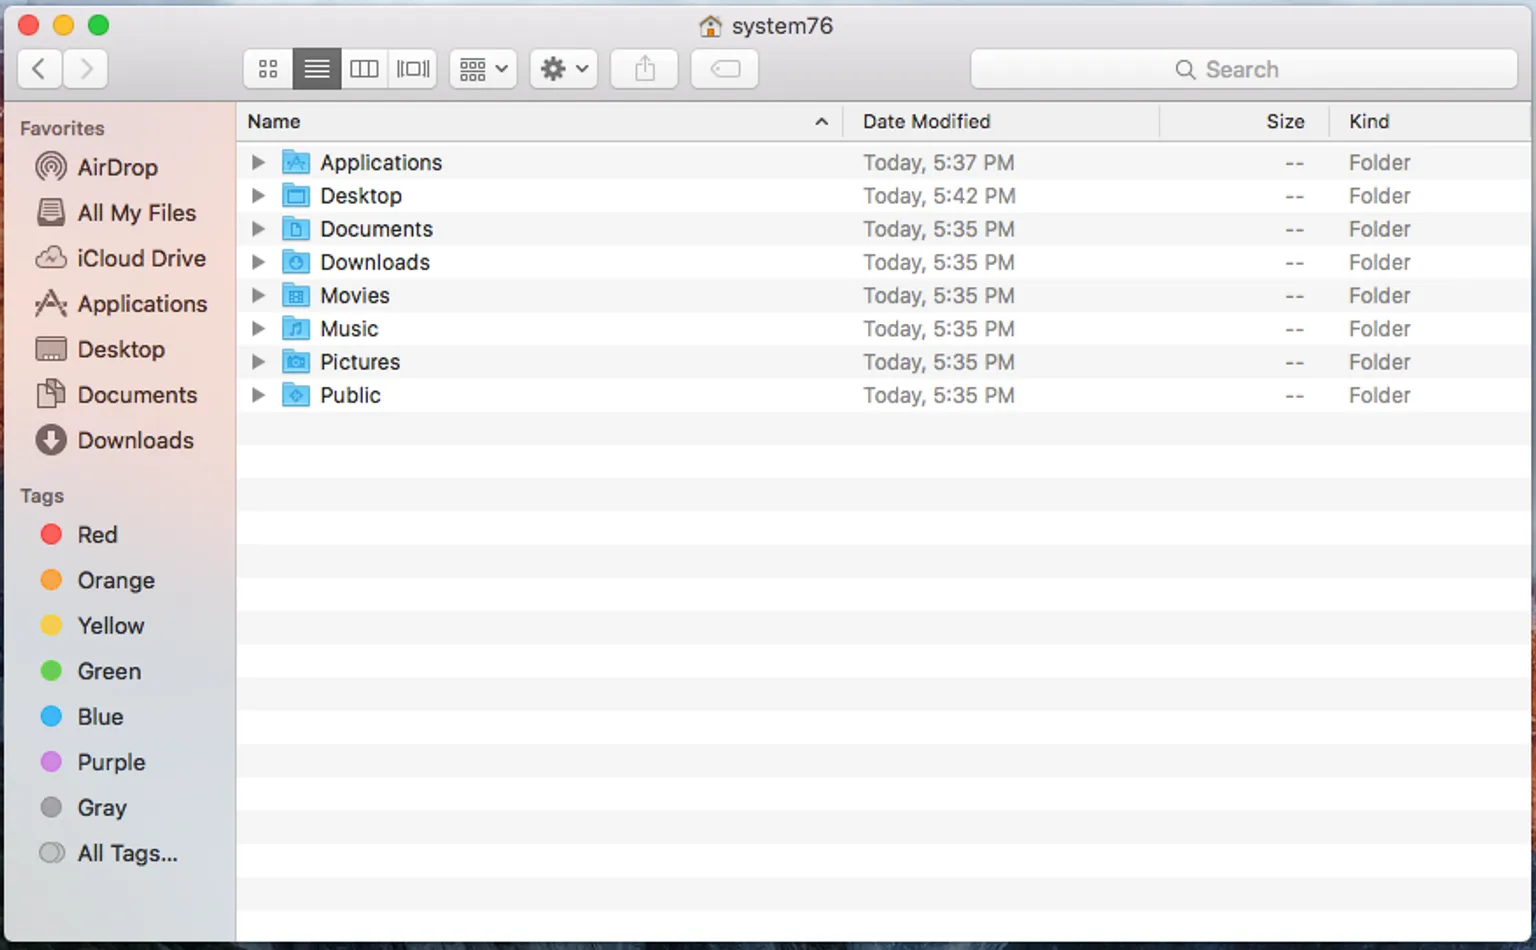 system76
Search
Favorites
AirDrop
All My Files
iCloud Drive
Applications
Desktop
Documents
Downloads
Tags
Red
Orange
Yellow
Green
Blue
Purple
Gray
All Tags...
Name Date Modified Size Kind
Applications Today, 5:37 PM -- Folder
Desktop Today, 5:42 PM -- Folder
Documents Today, 5:35 PM -- Folder
Downloads Today, 5:35 PM -- Folder
Movies Today, 5:35 PM -- Folder
Music Today, 5:35 PM -- Folder
Pictures Today, 5:35 PM -- Folder
Public Today, 5:35 PM -- Folder